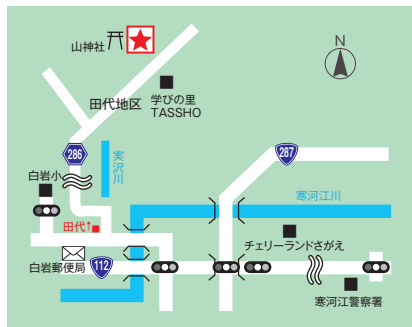 山神社
N
田代地区
学びの里
TASSHO
286
実沢川
287
白岩小
寒河江川
田代↑
チェリーランドさがえ
白岩郵便局
112
寒河江警察署